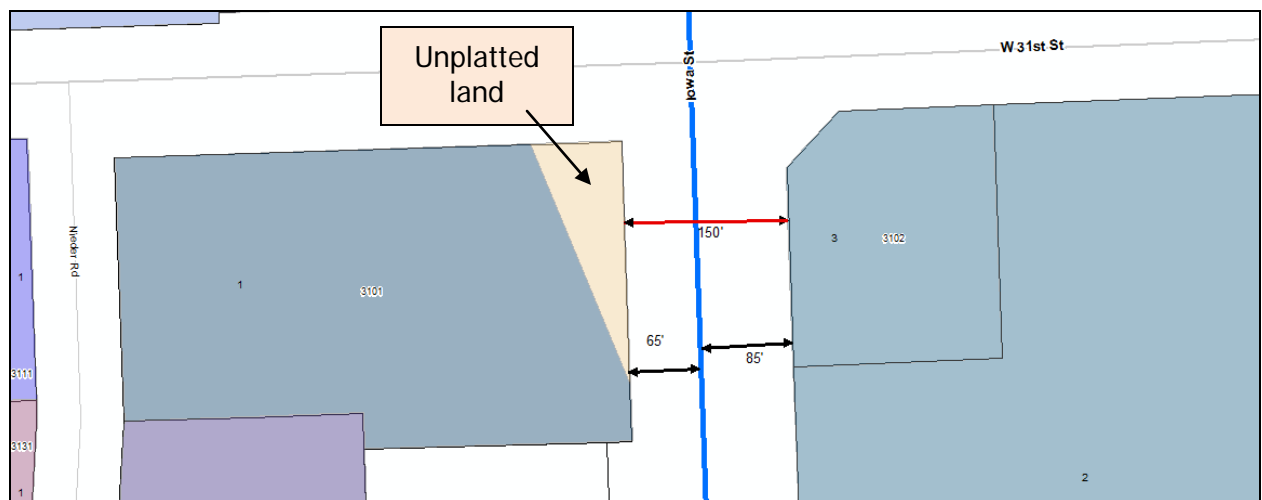 W 31st St
Iowa St
Unplatted
land
Nieder Rd
150'
3
3102
1
1
3101
65'
85'
3111
3131
1
2